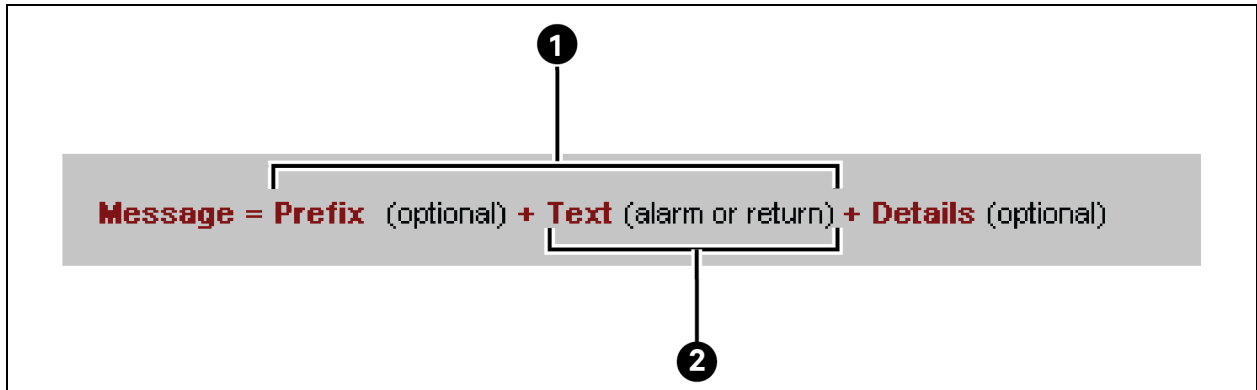 1
Message = Prefix (optional) + Text (alarm or return) + Details (optional)
2